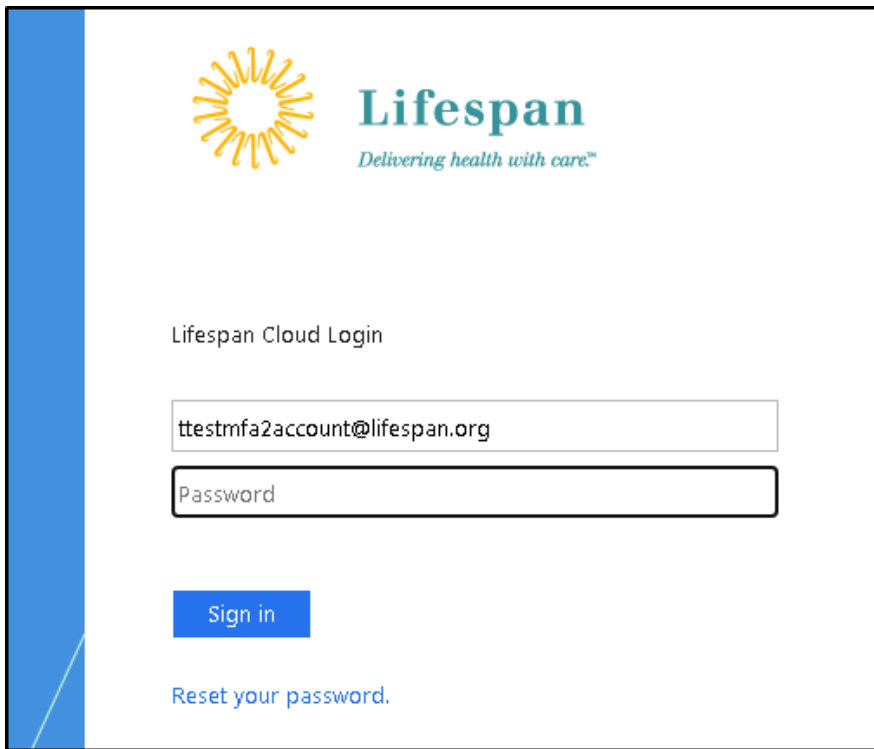 Lifespan
Delivering health with care.™
Lifespan Cloud Login
ttestmfa2account@lifespan.org
Password
Sign in
Reset your password.